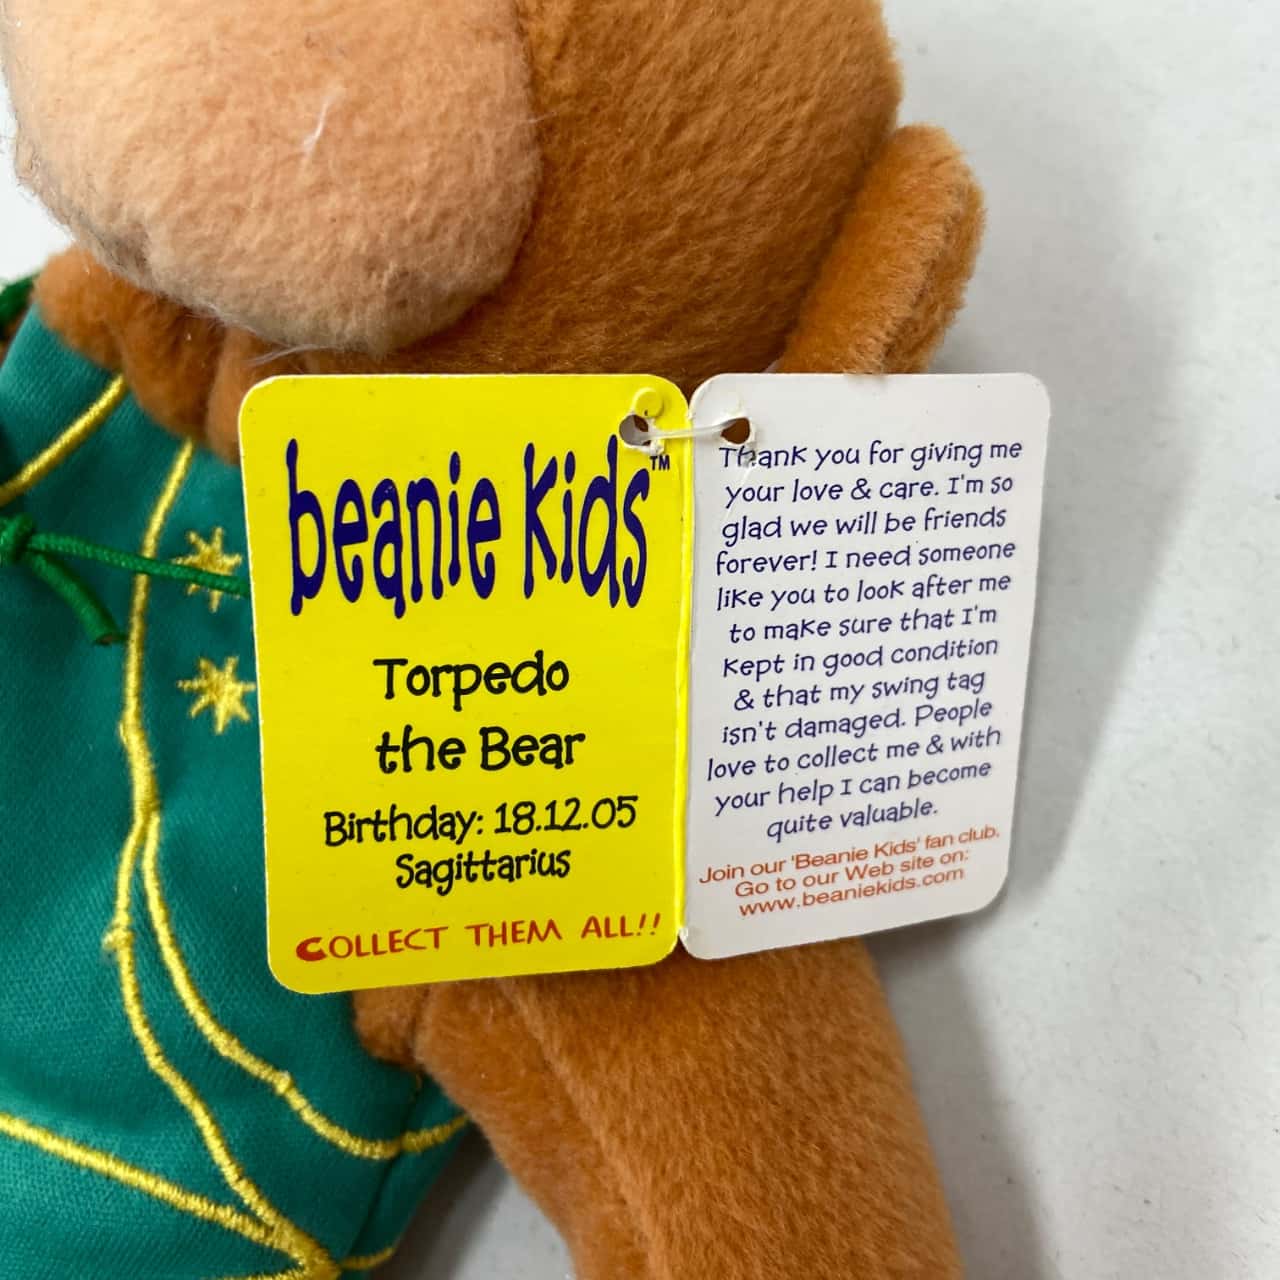 beanie Kids™
Torpedo
the Bear
Birthday: 18.12.05
Sagittarius
COLLECT THEM ALL!!
Thank you for giving me
your love & care. I'm so
glad we will be friends
forever! I need someone
like you to look after me
to make sure that I'm
kept in good condition
& that my swing tag
isn't damaged. People
love to collect me & with
your help I can become
quite valuable.
Join our 'Beanie Kids' fan club.
Go to our Web site on:
www.beaniekids.com